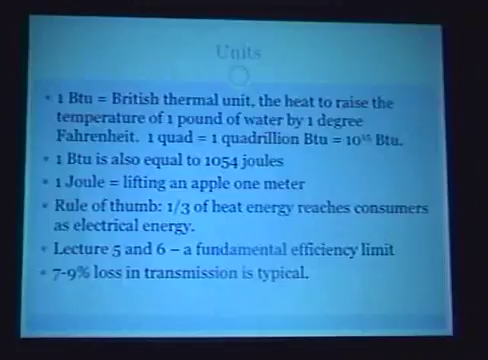 Units
• 1 Btu = British thermal unit, the heat to raise the
temperature of 1 pound of water by 1 degree
Fahrenheit. 1 quad = 1 quadrillion Btu = 10¹⁵ Btu.
• 1 Btu is also equal to 1054 joules
• 1 Joule = lifting an apple one meter
• Rule of thumb: 1/3 of heat energy reaches consumers
as electrical energy.
• Lecture 5 and 6 – a fundamental efficiency limit
• 7-9% loss in transmission is typical.